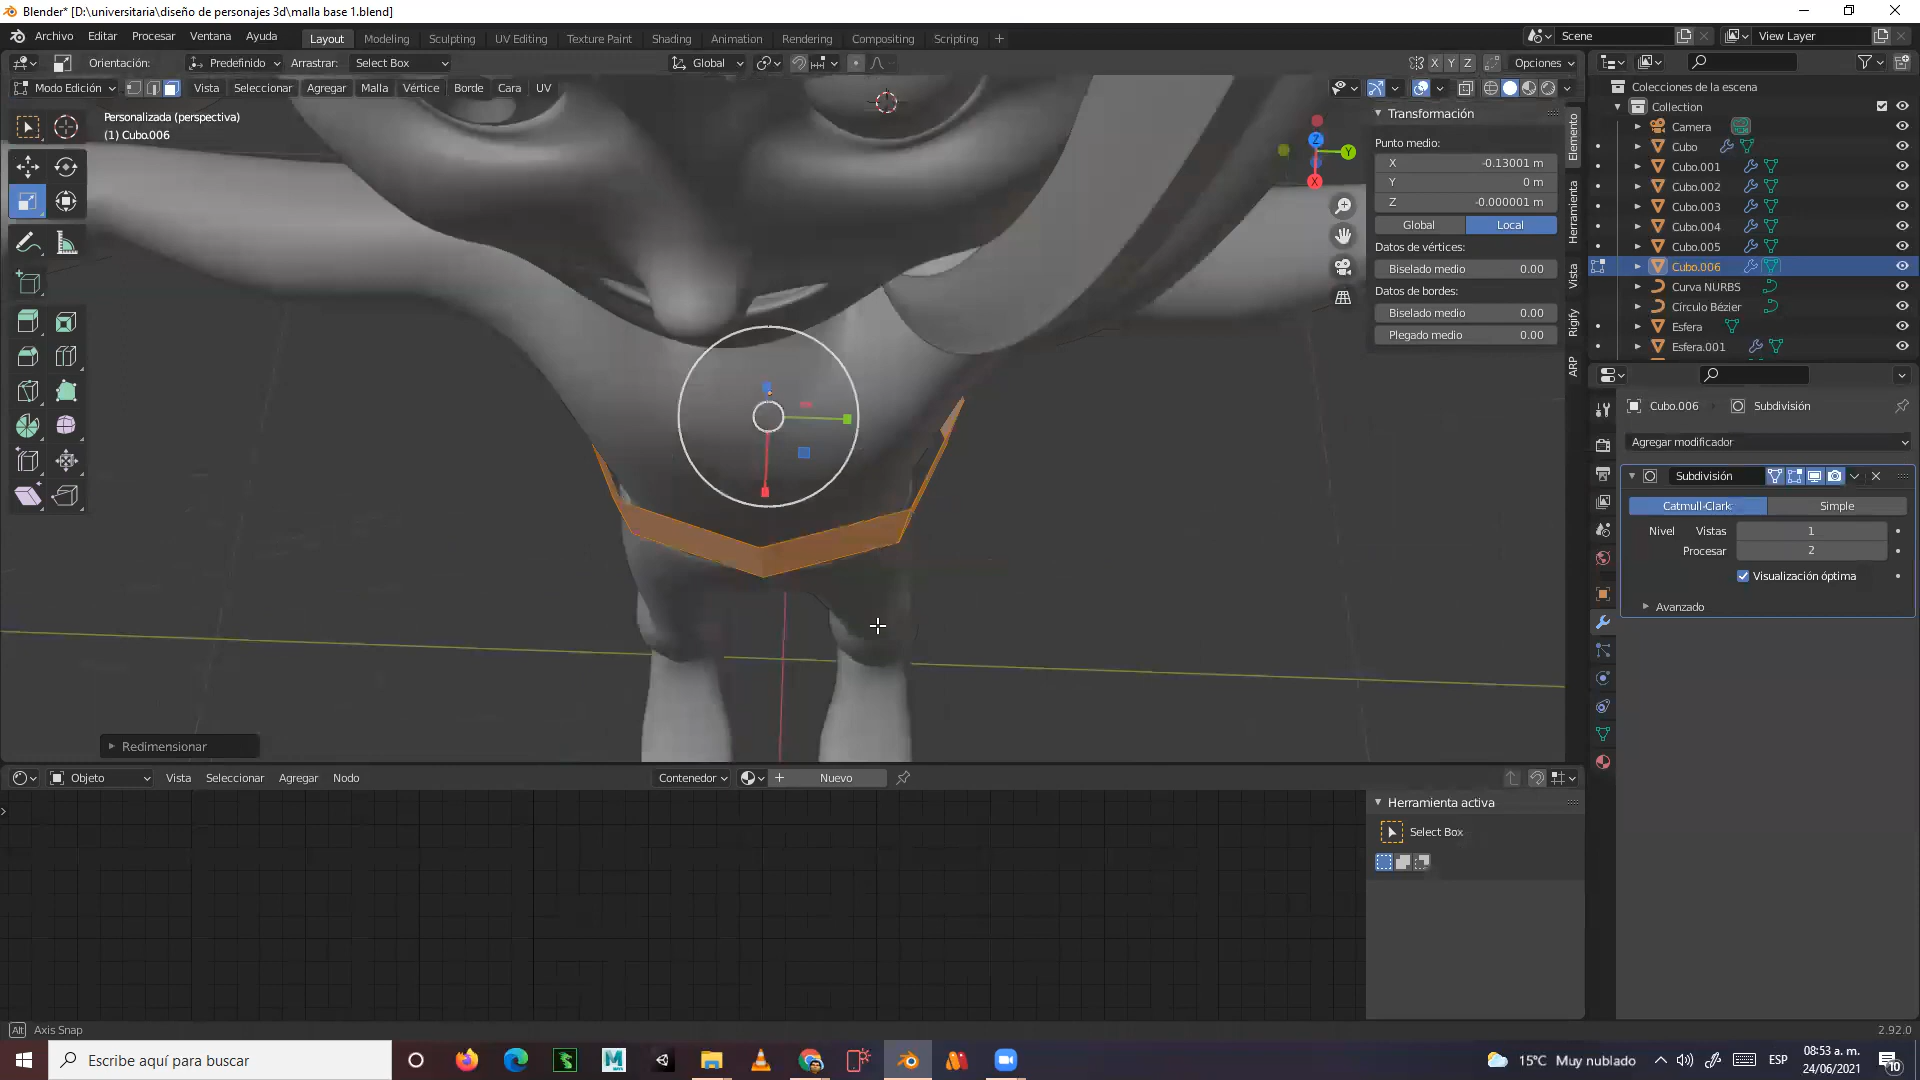 Blender* [D:\universitaria\diseño de personajes 3d\malla base 1.blend]
Archivo Editar Procesar Ventana Ayuda Layout Modeling Sculpting UV Editing Texture Paint Shading Animation Rendering Compositing Scripting + Scene View Layer
Orientación: Predefinido Arrastrar: Select Box Global X Y Z Opciones
Modo Edición Vista Seleccionar Agregar Malla Vértice Borde Cara UV
Personalizada (perspectiva)
(1) Cubo.006
Z
Y
X
Transformación
Punto medio:
X -0.13001 m
Y 0 m
Z -0.000001 m
Global Local
Datos de vértices:
Biselado medio 0.00
Datos de bordes:
Biselado medio 0.00
Plegado medio 0.00
Elemento
Herramienta
Vista
Rigify
ARP
Colecciones de la escena
Collection
Camera
Cubo
Cubo.001
Cubo.002
Cubo.003
Cubo.004
Cubo.005
Cubo.006
Curva NURBS
Círculo Bézier
Esfera
Esfera.001
Cubo.006 Subdivisión
Agregar modificador
Subdivisión
Catmull-Clark Simple
Nivel Vistas 1
Procesar 2
Visualización óptima
Avanzado
Redimensionar
Objeto Vista Seleccionar Agregar Nodo Contenedor + Nuevo
Herramienta activa
Select Box
Alt Axis Snap 2.92.0
Escribe aquí para buscar 15°C Muy nublado ESP 08:53 a. m.
24/06/2021
10